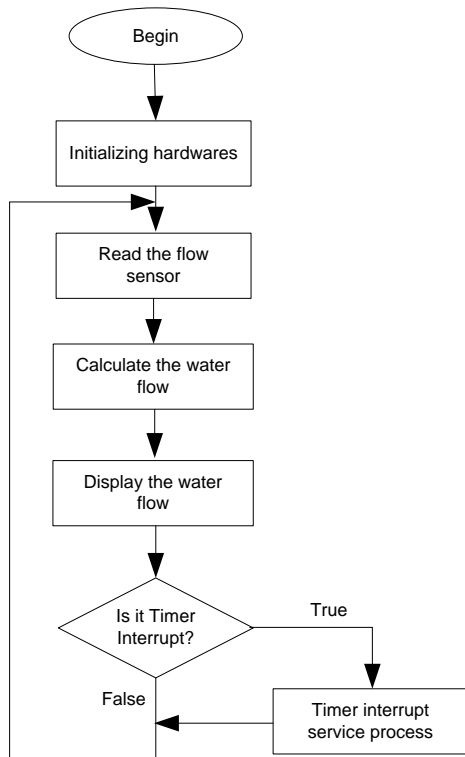 Begin
Initializing hardwares
Read the flow
sensor
Calculate the water
flow
Display the water
flow
Is it Timer
Interrupt?
True
False
Timer interrupt
service process